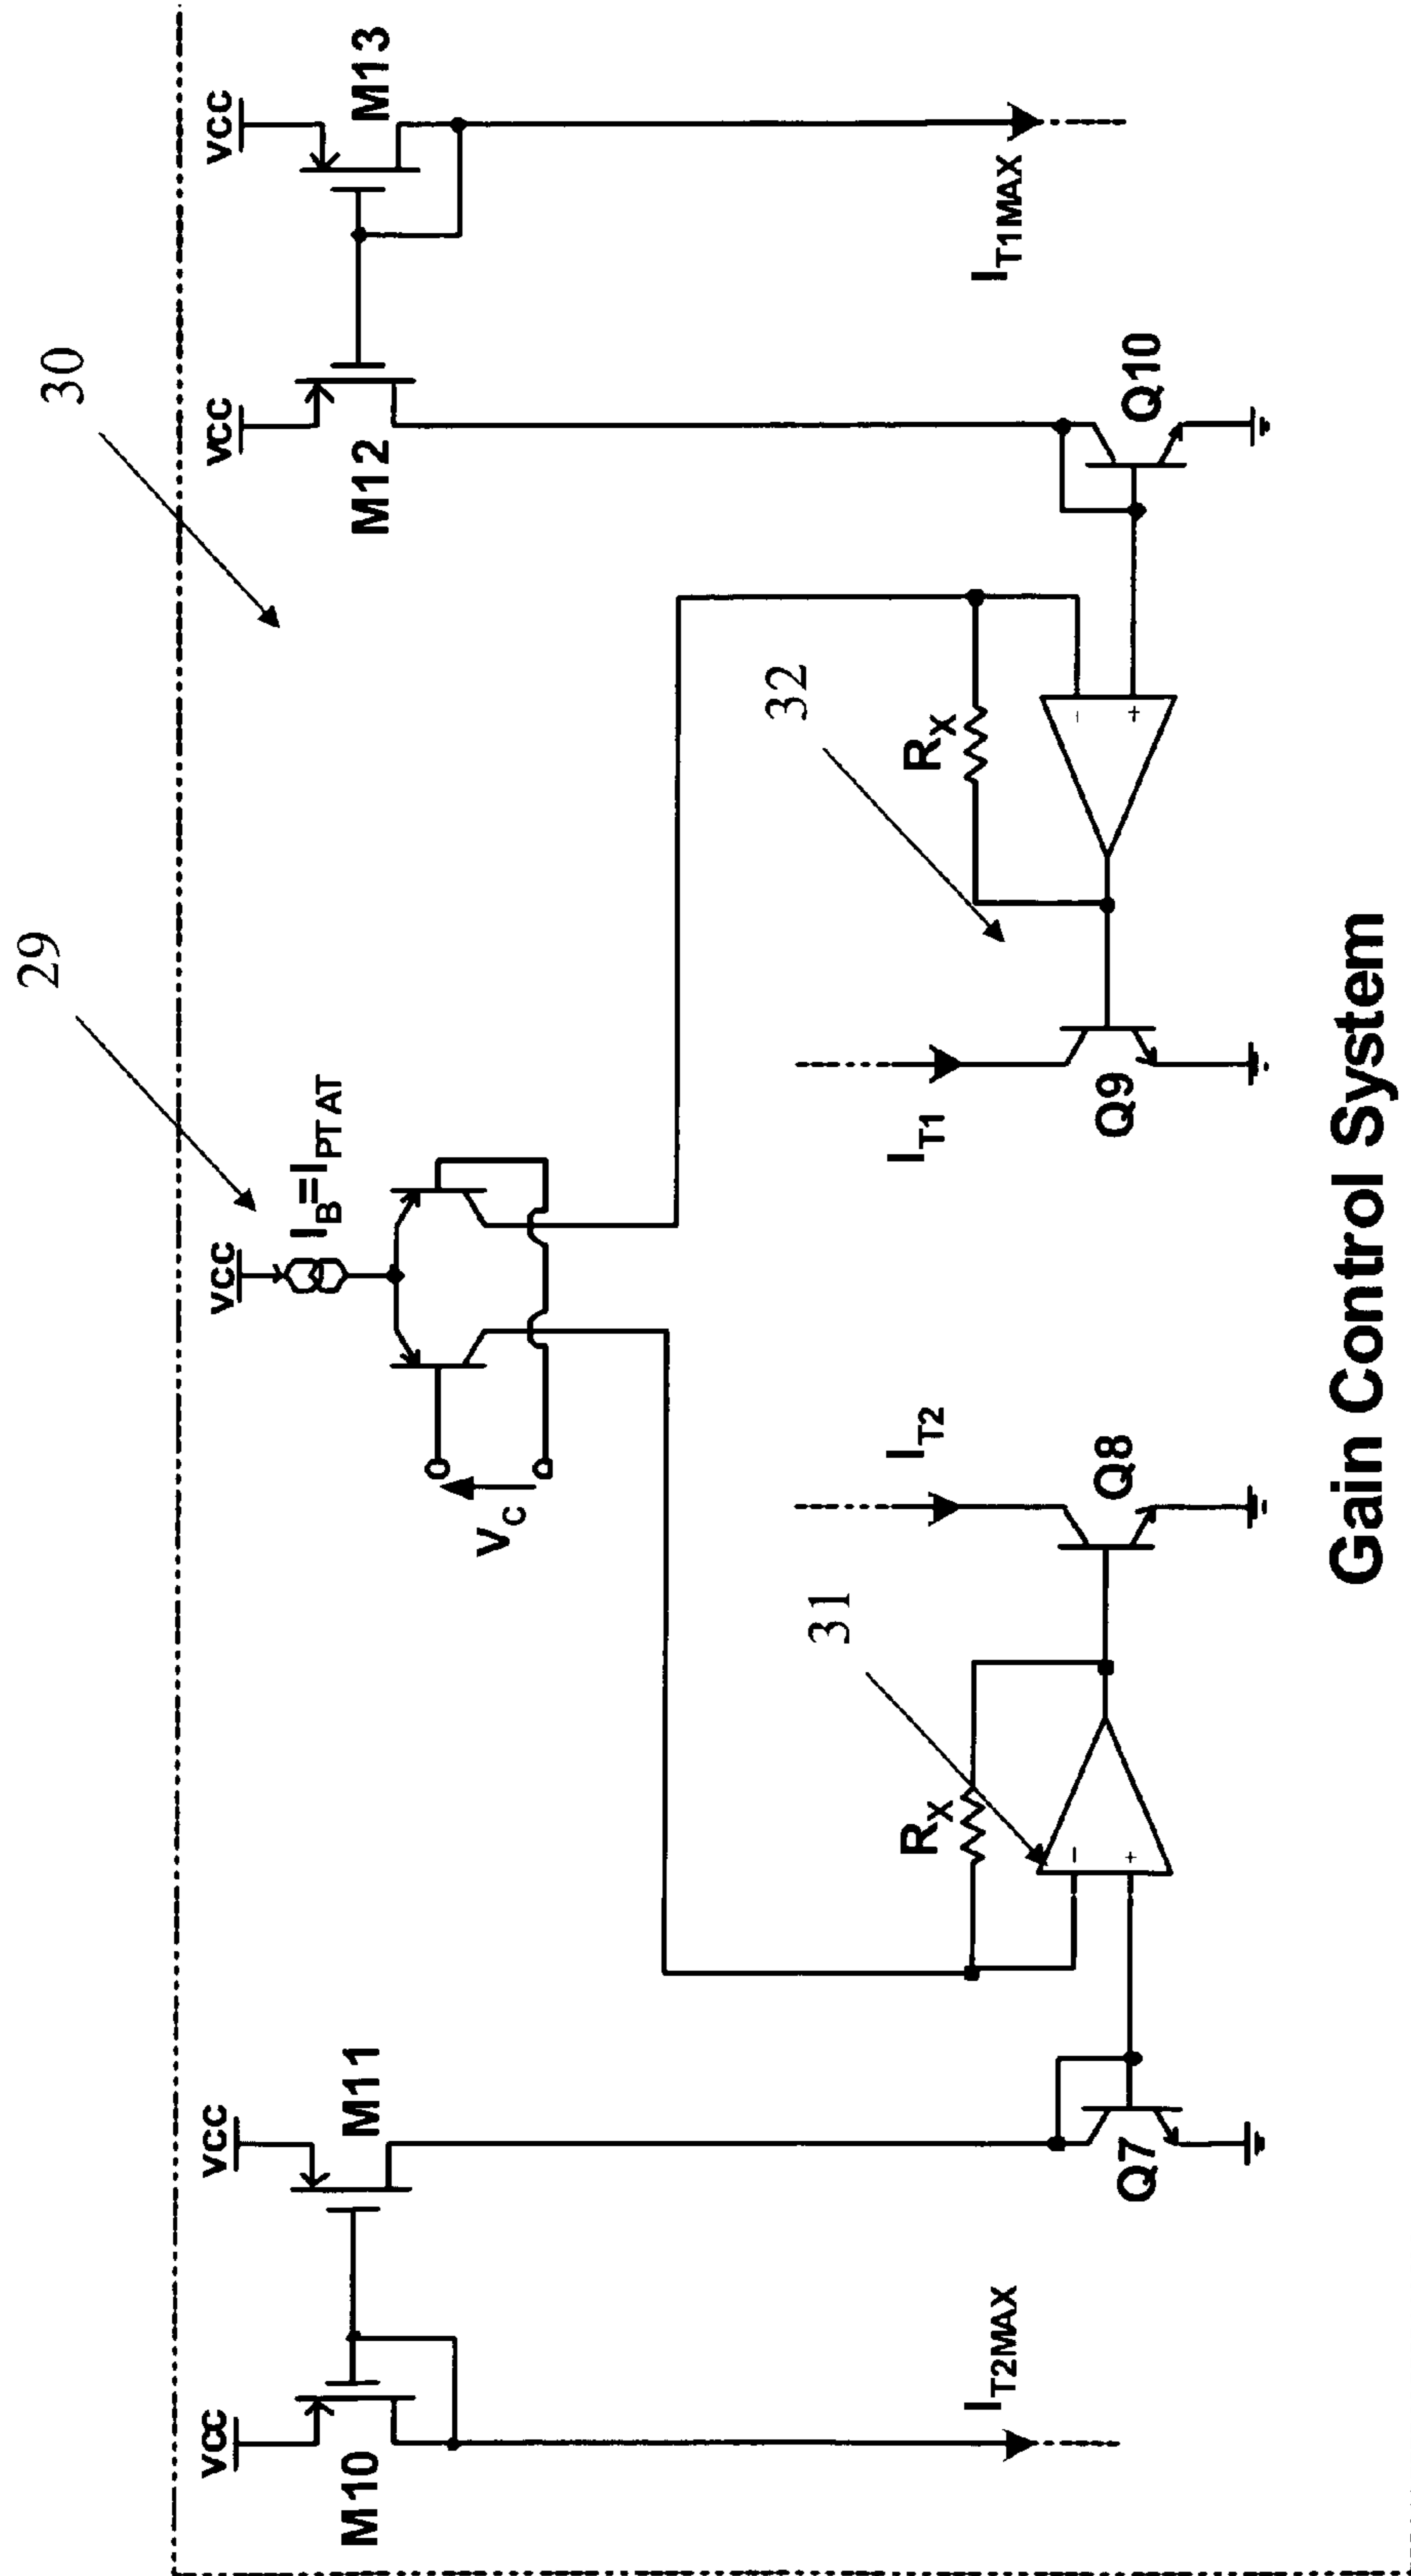 29
30
VCC
VCC
VCC
VCC
VCC
M10
M11
I_B=I_PTAT
M12
M13
V_C
31
32
R_X
R_X
-
+
-
+
I_T2MAX
I_T2
I_T1
I_T1MAX
Q7
Q8
Q9
Q10
Gain Control System